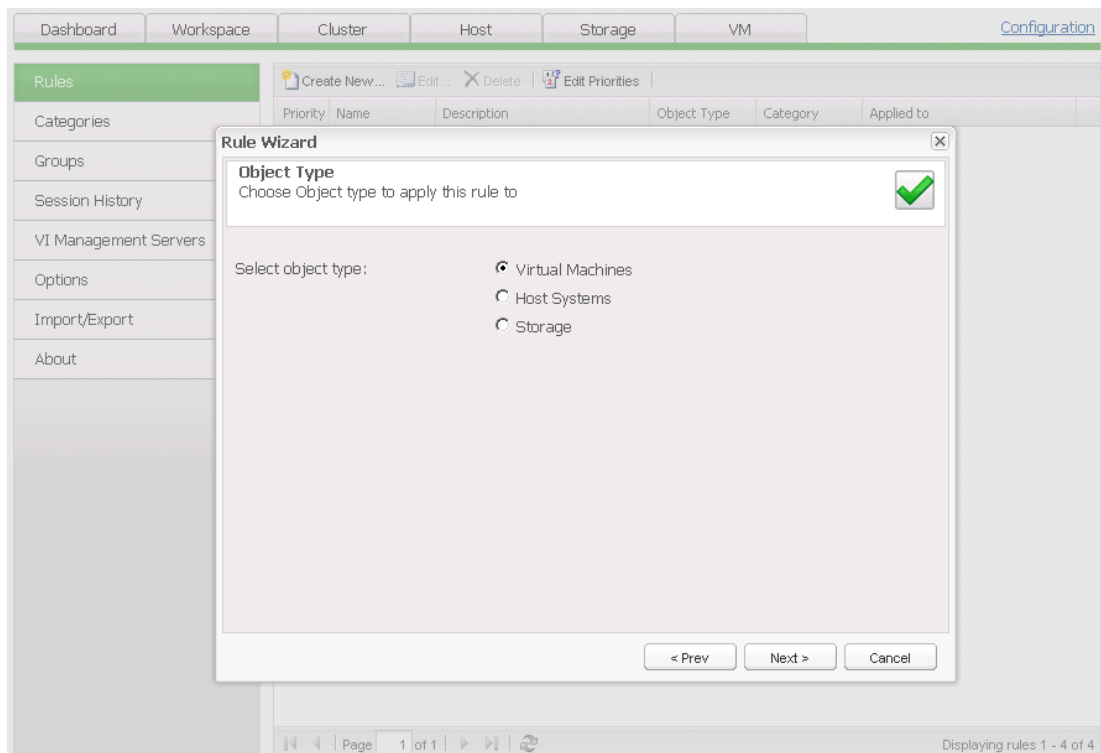 Dashboard Workspace Cluster Host Storage VM Configuration
Rules
Create New... Edit... Delete Edit Priorities
Priority Name Description Object Type Category Applied to
Categories
Groups
Session History
VI Management Servers
Options
Import/Export
About
Rule Wizard
Object Type
Choose Object type to apply this rule to
Select object type:
Virtual Machines
Host Systems
Storage
< Prev Next > Cancel
Page 1 of 1 Displaying rules 1 - 4 of 4